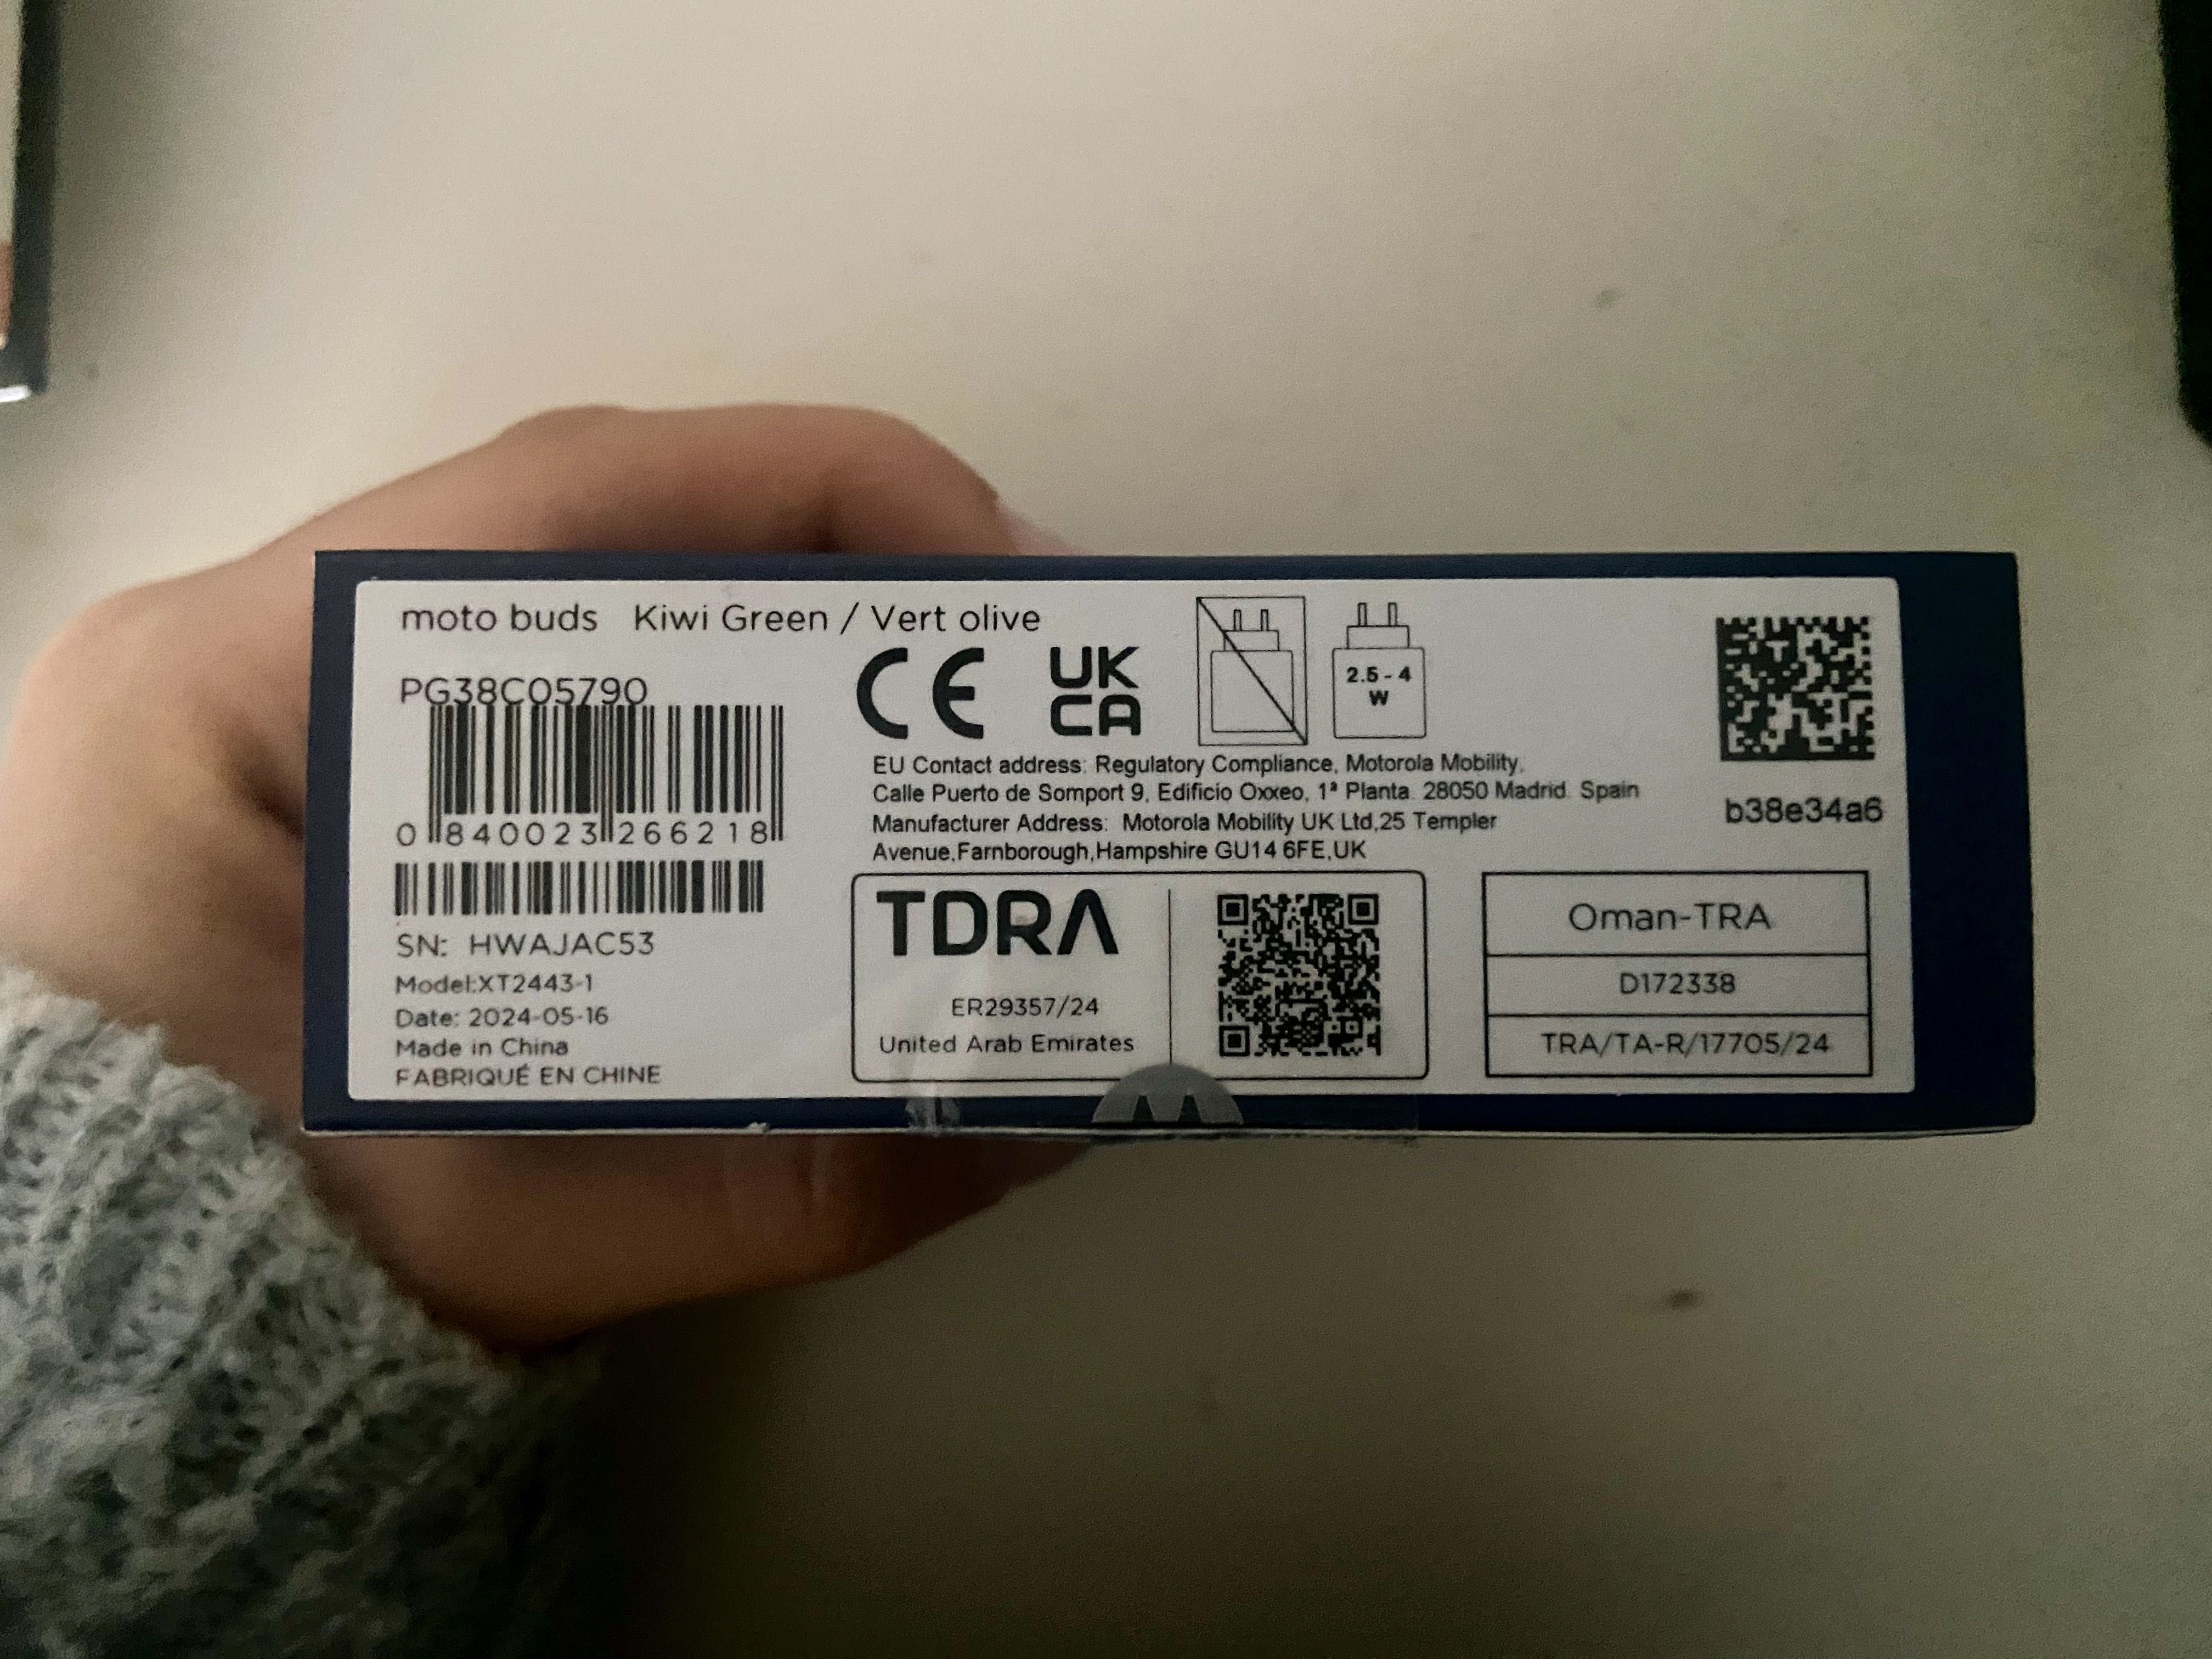 moto buds Kiwi Green / Vert olive
PG38C05790
0 840023 266218
SN: HWAJAC53
Model:XT2443-1
Date: 2024-05-16
Made in China
FABRIQUÉ EN CHINE
CE
UK
CA
2.5 - 4
W
EU Contact address: Regulatory Compliance, Motorola Mobility,
Calle Puerto de Somport 9, Edificio Oxxeo, 1ª Planta. 28050 Madrid. Spain
Manufacturer Address: Motorola Mobility UK Ltd,25 Templer
Avenue,Farnborough,Hampshire GU14 6FE,UK
TDRA
ER29357/24
United Arab Emirates
b38e34a6
Oman-TRA
D172338
TRA/TA-R/17705/24